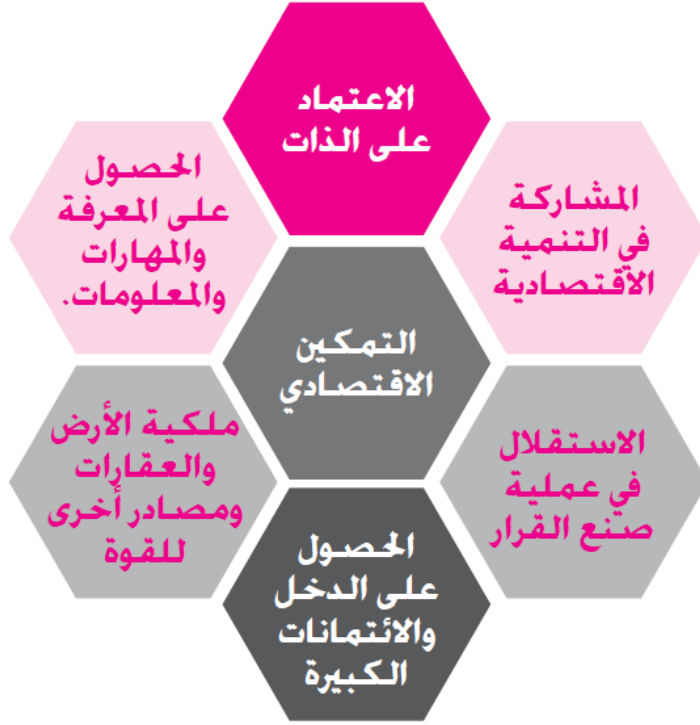 الاعتماد
على الذات
المشاركة
في التنمية
الاقتصادية
الحصول
على المعرفة
والمهارات
والمعلومات.
التمكين
الاقتصادي
الاستقلال
في عملية
صنع القرار
ملكية الأرض
والعقارات
ومصادر أخرى
للقوة
الحصول
على الدخل
والائتمانات
الكبيرة